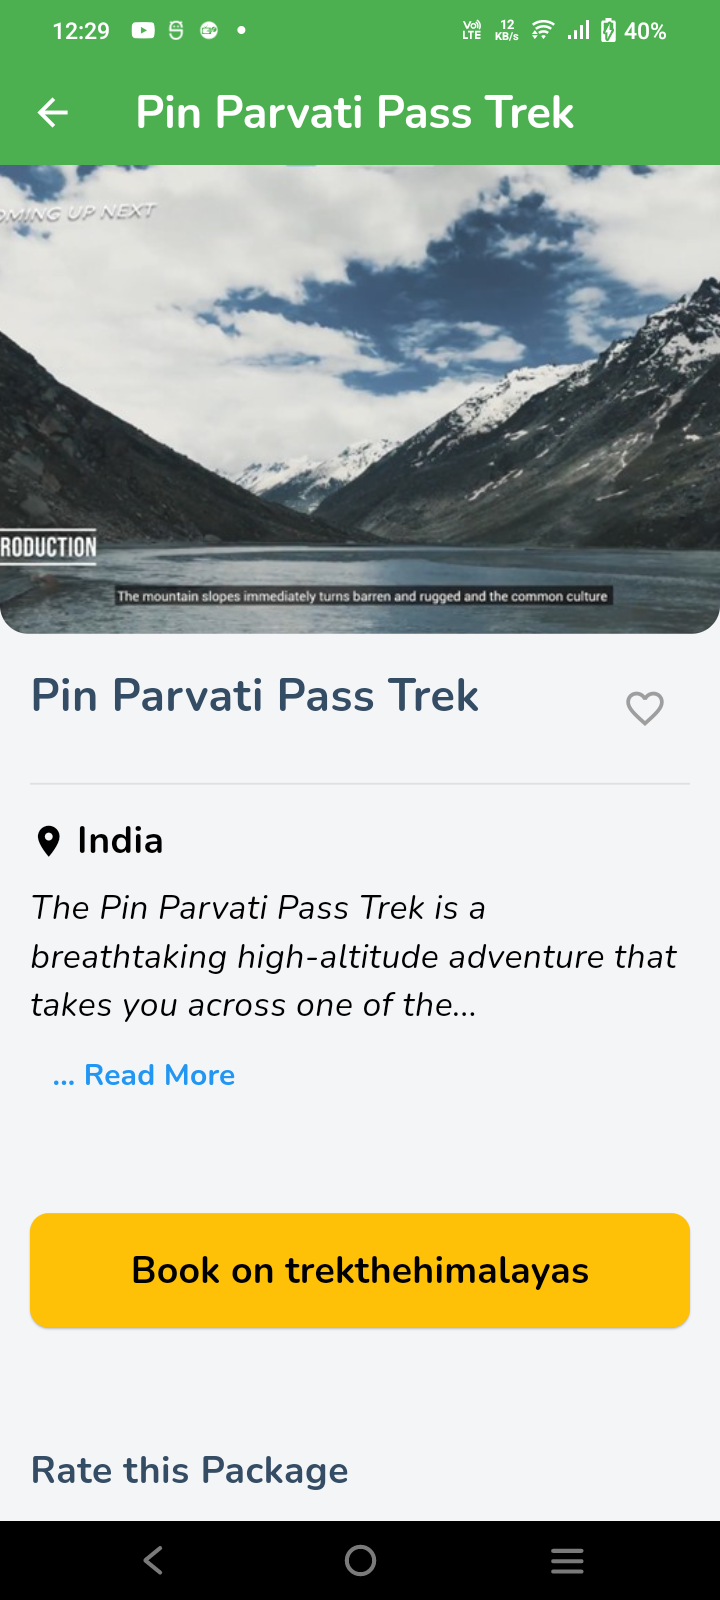 12:29
Vo) LTE 12 KB/s 40%
Pin Parvati Pass Trek
OMING UP NEXT
RODUCTION
The mountain slopes immediately turns barren and rugged and the common culture
Pin Parvati Pass Trek
India
The Pin Parvati Pass Trek is a
breathtaking high-altitude adventure that
takes you across one of the...
... Read More
Book on trekthehimalayas
Rate this Package